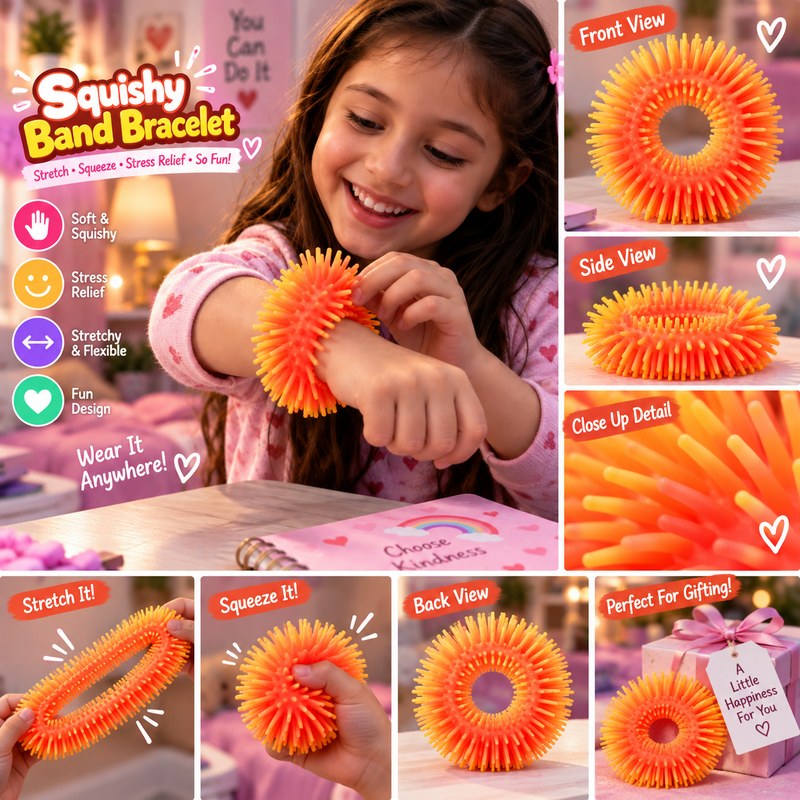 You
Can
Do It
Squishy
Band Bracelet
Stretch • Squeeze • Stress Relief • So Fun!
Soft &
Squishy
Stress
Relief
Stretchy
& Flexible
Fun
Design
Wear It
Anywhere!
Choose
Kindness
Front View
Side View
Close Up Detail
Stretch It!
Squeeze It!
Back View
Perfect For Gifting!
A
Little
Happiness
For You